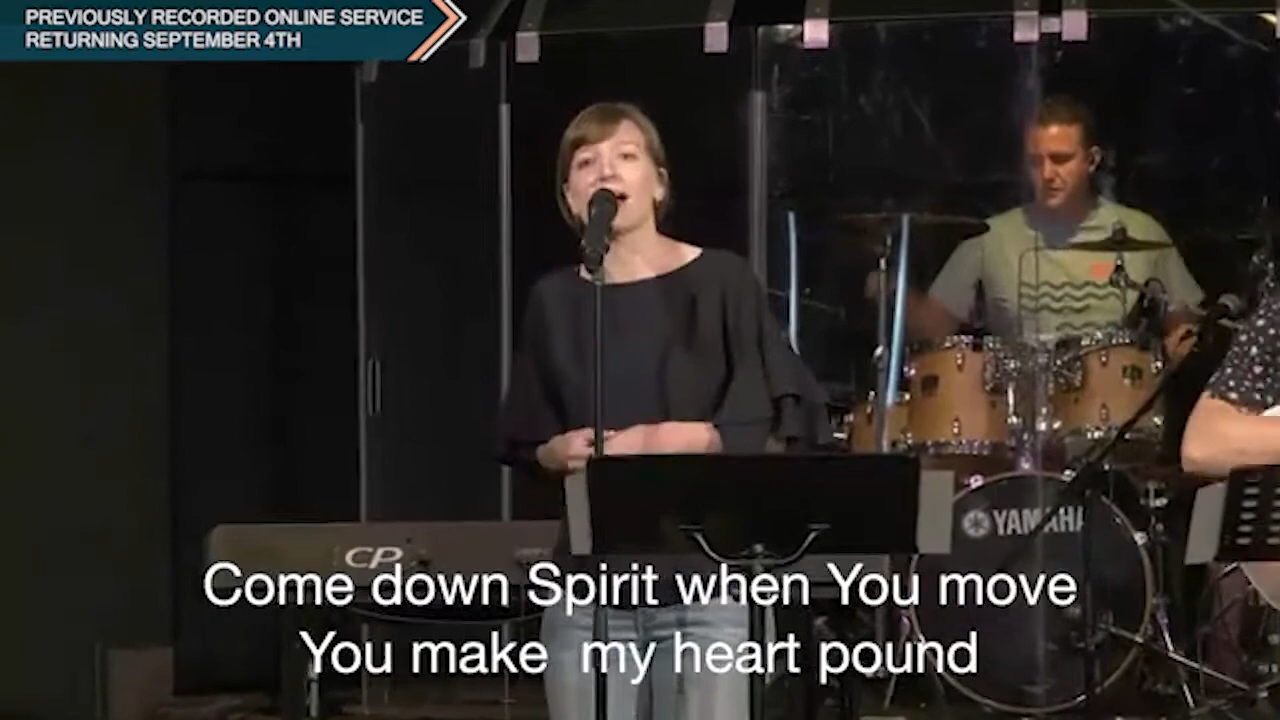 PREVIOUSLY RECORDED ONLINE SERVICE
RETURNING SEPTEMBER 4TH
YAMAHA
CP
Come down Spirit when You move
You make  my heart pound